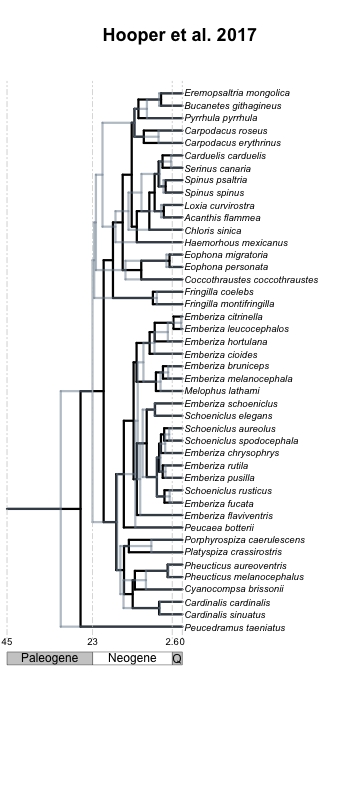 Hooper et al. 2017
Eremopsaltria mongolica
Bucanetes githagineus
Pyrrhula pyrrhula
Carpodacus roseus
Carpodacus erythrinus
Carduelis carduelis
Serinus canaria
Spinus psaltria
Spinus spinus
Loxia curvirostra
Acanthis flammea
Chloris sinica
Haemorhous mexicanus
Eophona migratoria
Eophona personata
Coccothraustes coccothraustes
Fringilla coelebs
Fringilla montifringilla
Emberiza citrinella
Emberiza leucocephalos
Emberiza hortulana
Emberiza cioides
Emberiza bruniceps
Emberiza melanocephala
Melophus lathami
Emberiza schoeniclus
Schoeniclus elegans
Schoeniclus aureolus
Schoeniclus spodocephala
Emberiza chrysophrys
Emberiza rutila
Emberiza pusilla
Schoeniclus rusticus
Emberiza fucata
Emberiza flaviventris
Peucaea botterii
Porphyrospiza caerulescens
Platyspiza crassirostris
Pheucticus aureoventris
Pheucticus melanocephalus
Cyanocompsa brissonii
Cardinalis cardinalis
Cardinalis sinuatus
Peucedramus taeniatus
45 23 2.60
Paleogene Neogene Q